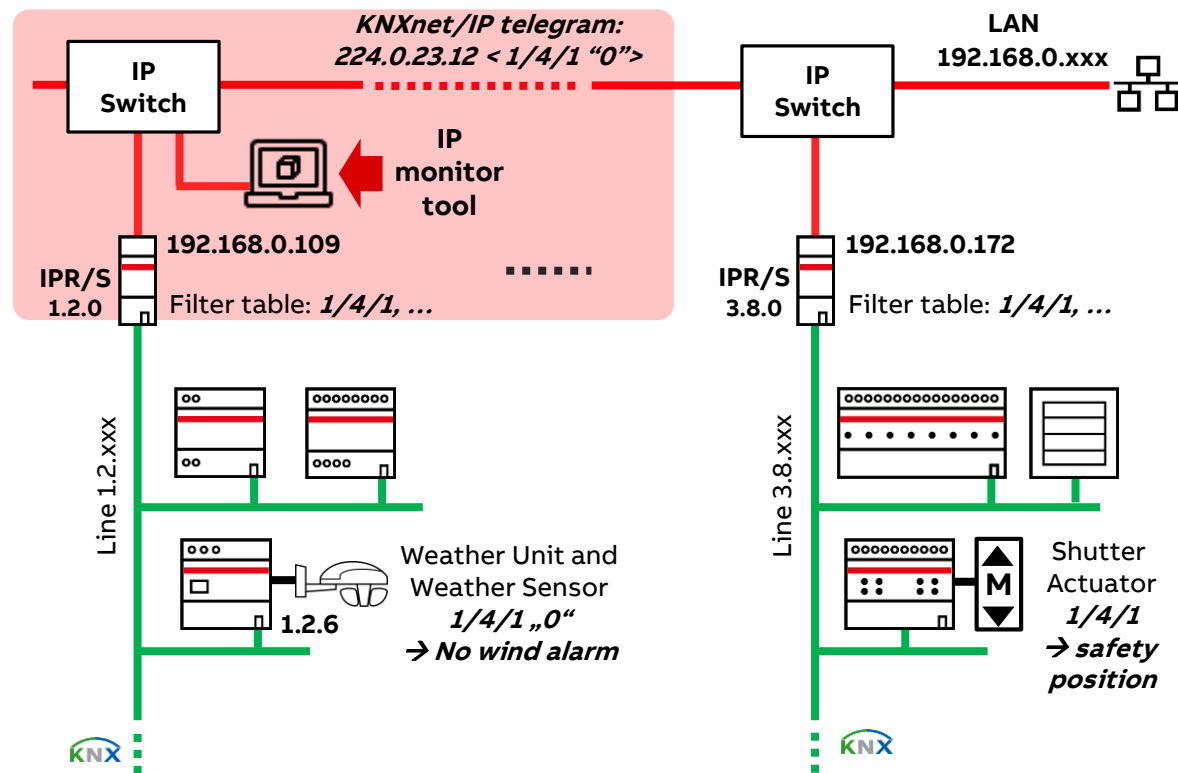 KNXnet/IP telegram:
224.0.23.12 < 1/4/1 “0”>
LAN
192.168.0.xxx
IP
Switch
IP
Switch
IP
monitor
tool
192.168.0.109
IPR/S
1.2.0
Filter table: 1/4/1, ...
192.168.0.172
IPR/S
3.8.0
Filter table: 1/4/1, ...
Line 1.2.xxx
Weather Unit and
Weather Sensor
1/4/1 „0“
→ No wind alarm
1.2.6
Line 3.8.xxx
M
Shutter
Actuator
1/4/1
→ safety
position
KNX
KNX